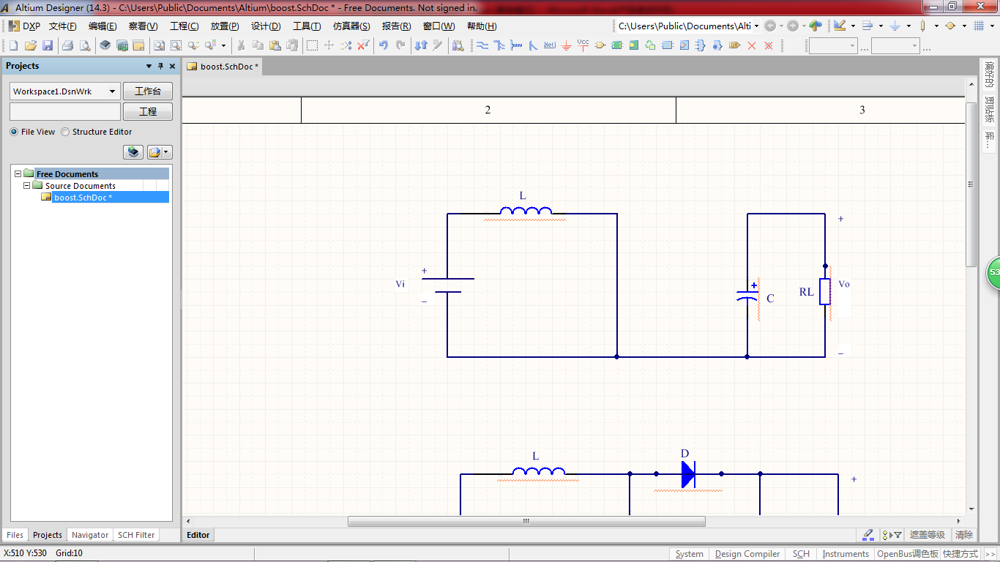 Altium Designer (14.3) - C:\Users\Public\Documents\Altium\boost.SchDoc * - Free Documents. Not signed in.
DXP 文件(F) 编辑(E) 察看(V) 工程(C) 放置(P) 设计(D) 工具(T) 仿真器(S) 报告(R) 窗口(W) 帮助(H) C:\Users\Public\Documents\Alti
Net Vcc D1
Projects
boost.SchDoc *
Workspace1.DsnWrk 工作台
工程
File View Structure Editor
Free Documents
Source Documents
boost.SchDoc *
2 3
L
+
+
Vi
−
+
C
RL
Vo
−
L
D
+
偏好的
剪贴板
库...
53
Files Projects Navigator SCH Filter
Editor
遮盖等级 清除
X:510 Y:530 Grid:10
System Design Compiler SCH Instruments OpenBus调色板 快捷方式 >>